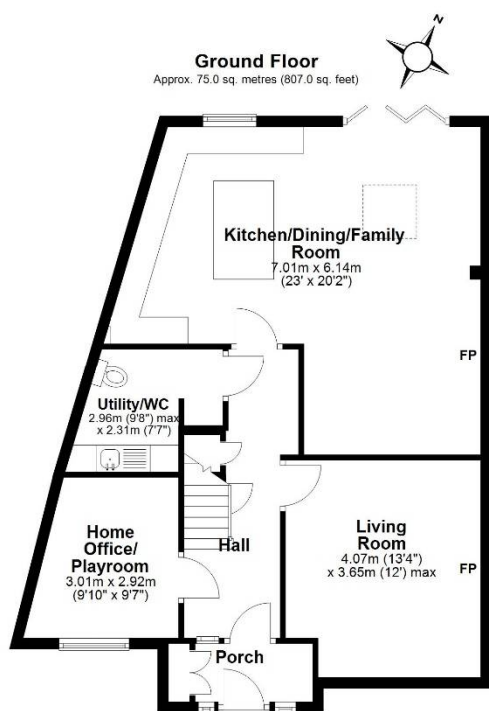 N
Ground Floor
Approx. 75.0 sq. metres (807.0 sq. feet)
Kitchen/Dining/Family
Room
7.01m x 6.14m
(23' x 20'2")
FP
Utility/WC
2.96m (9'8") max
x 2.31m (7'7")
Home
Office/
Playroom
3.01m x 2.92m
(9'10" x 9'7")
Hall
Living
Room
4.07m (13'4")
x 3.65m (12') max
FP
Porch